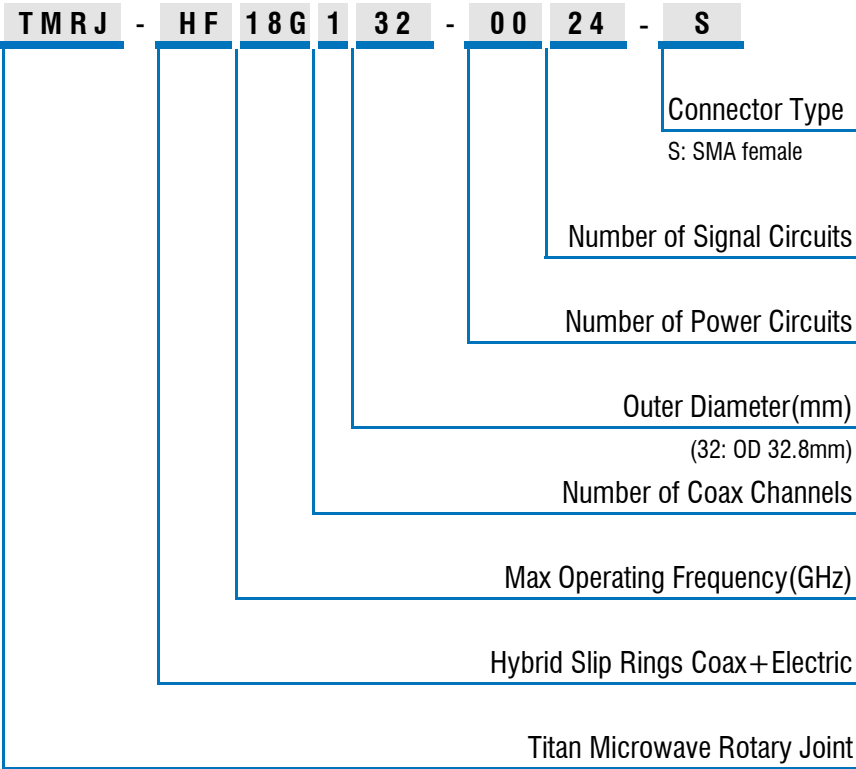 TMRJ - HF 18G 1 32 - 00 24 - S
Connector Type
S: SMA female
Number of Signal Circuits
Number of Power Circuits
Outer Diameter(mm)
(32: OD 32.8mm)
Number of Coax Channels
Max Operating Frequency(GHz)
Hybrid Slip Rings Coax+Electric
Titan Microwave Rotary Joint